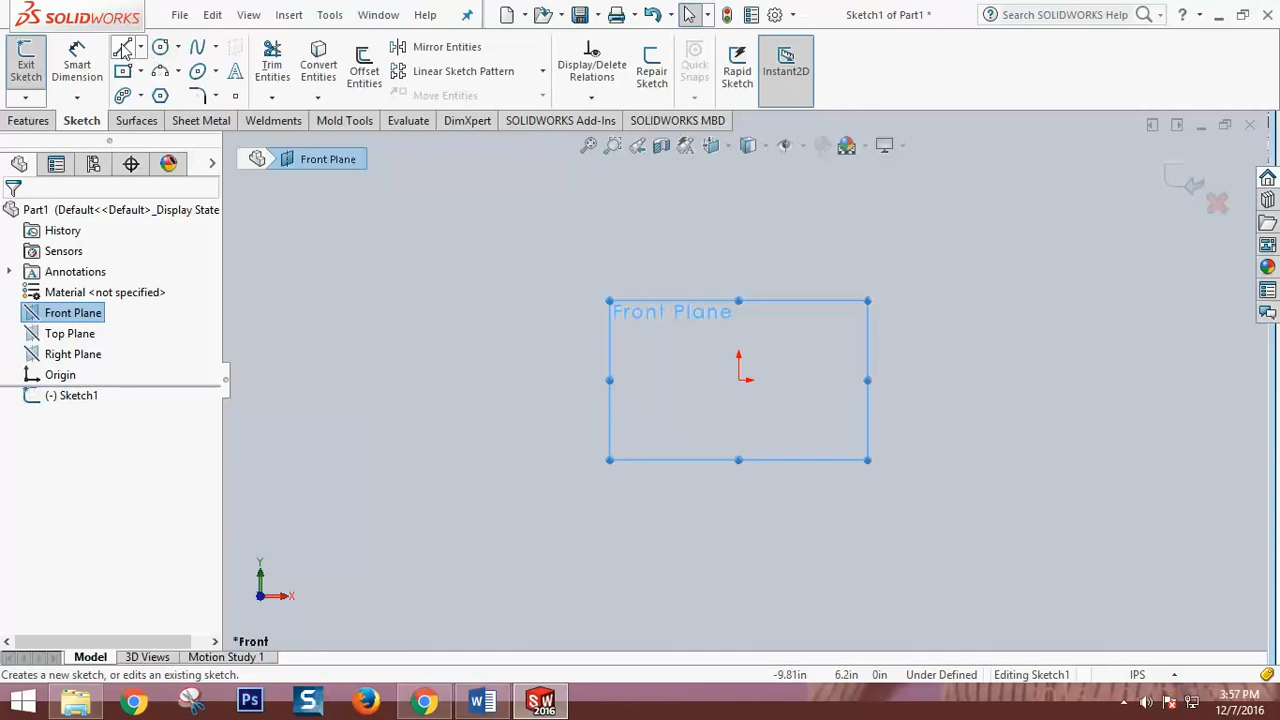 SOLIDWORKS
File Edit View Insert Tools Window Help
Sketch1 of Part1 *
Search SOLIDWORKS Help
Exit Sketch
Smart Dimension
Trim Entities
Convert Entities
Offset Entities
Mirror Entities
Linear Sketch Pattern
Move Entities
Display/Delete Relations
Repair Sketch
Quick Snaps
Rapid Sketch
Instant2D
Features Sketch Surfaces Sheet Metal Weldments Mold Tools Evaluate DimXpert SOLIDWORKS Add-Ins SOLIDWORKS MBD
Front Plane
Part1 (Default<<Default>_Display State
History
Sensors
Annotations
Material <not specified>
Front Plane
Top Plane
Right Plane
Origin
(-) Sketch1
Front Plane
Y
X
*Front
Model 3D Views Motion Study 1
Creates a new sketch, or edits an existing sketch.
-9.81in 6.2in 0in Under Defined Editing Sketch1 IPS
Ps
S
W
SW
2016
3:57 PM
12/7/2016